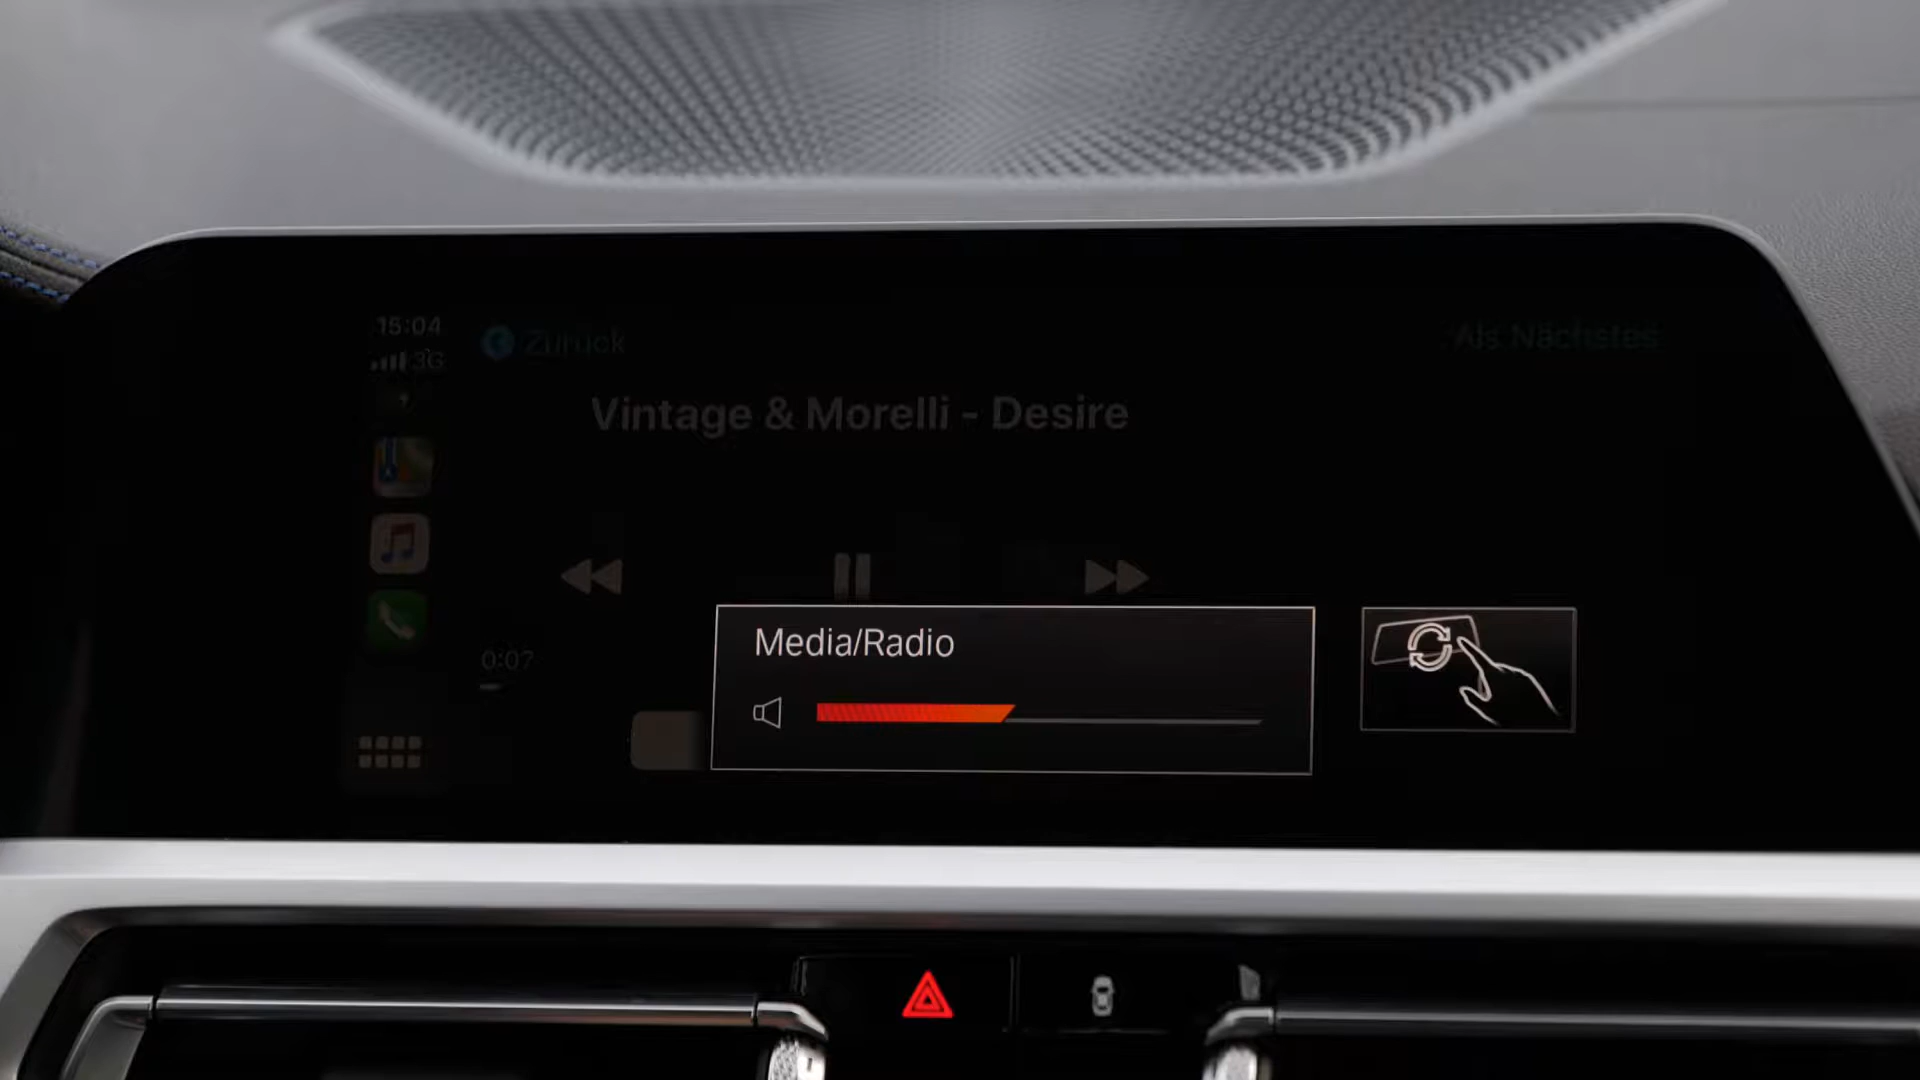 15:04
Zurück
Als Nächstes
3G
Vintage & Morelli - Desire
Media/Radio
0:07